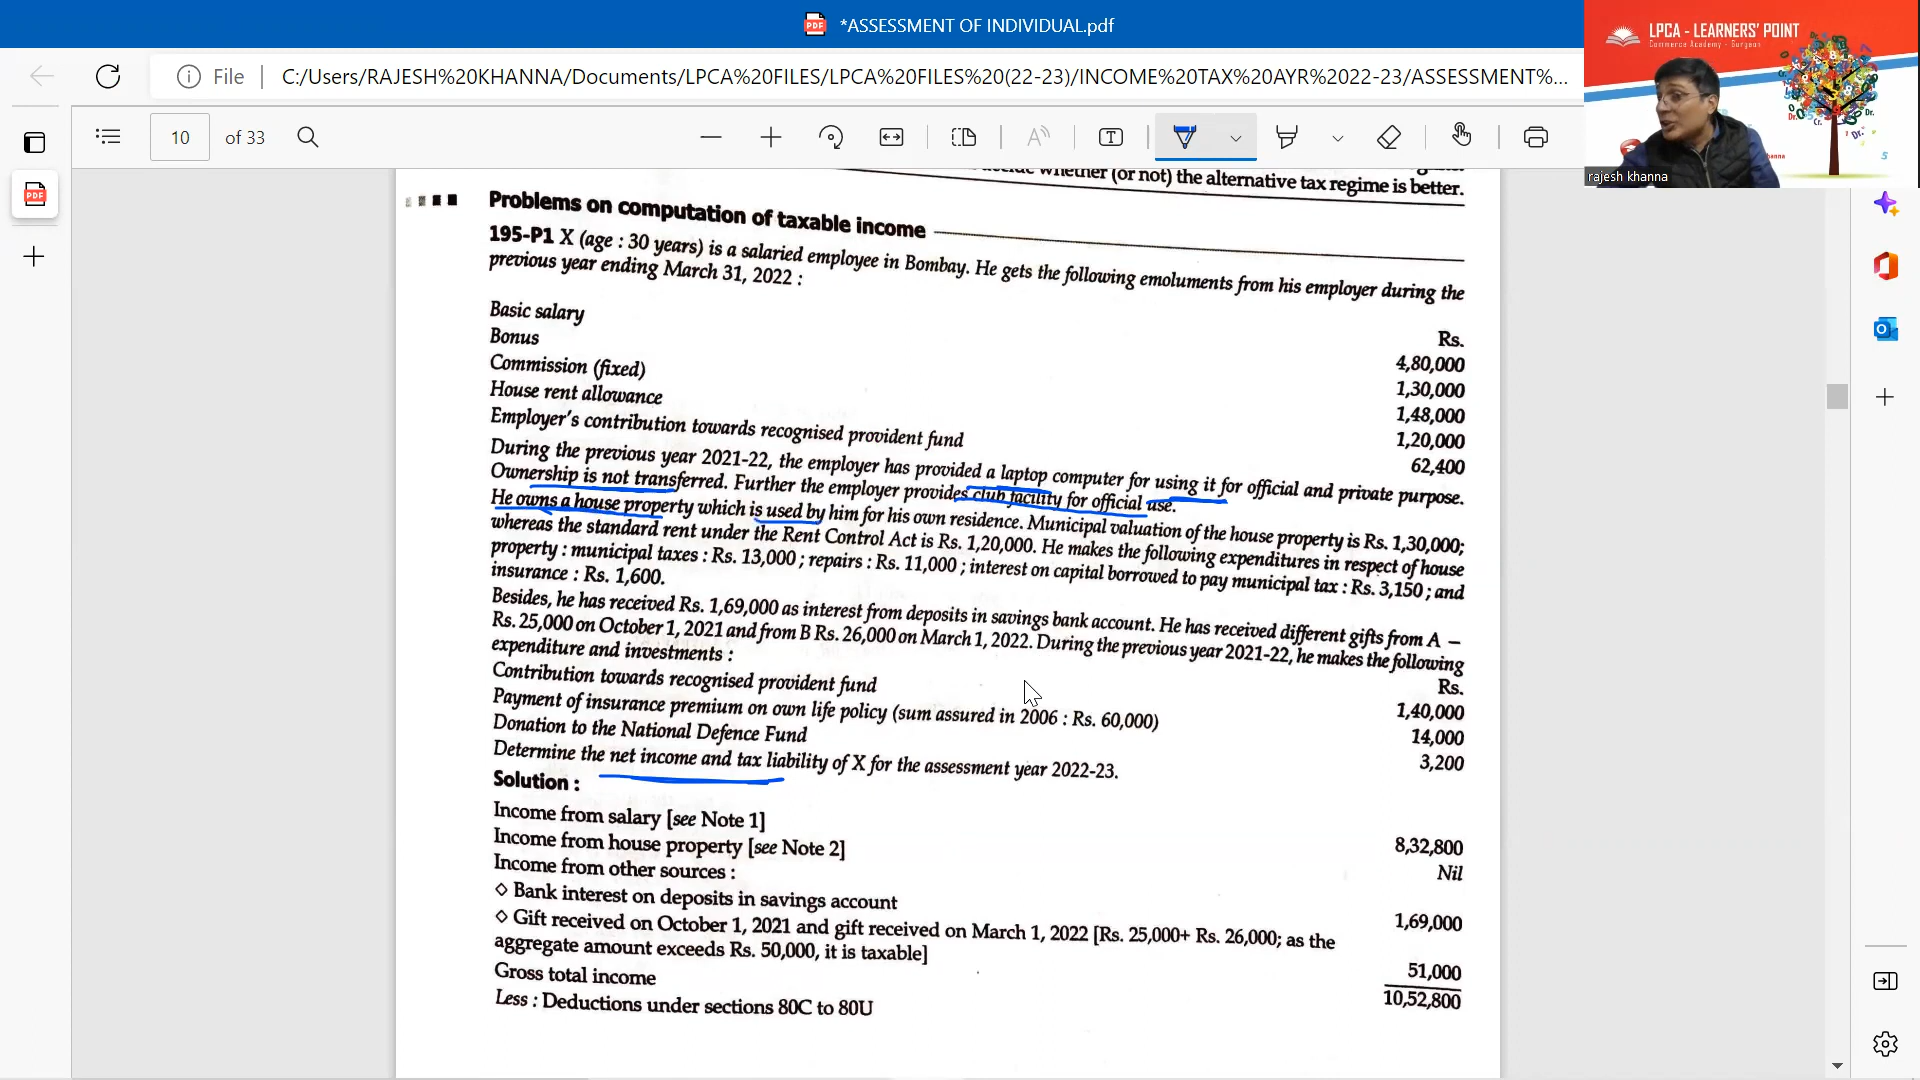 *ASSESSMENT OF INDIVIDUAL.pdf
LPCA - LEARNERS' POINT
Commerce Academy - Gurgaon
rajesh khanna
File
C:/Users/RAJESH%20KHANNA/Documents/LPCA%20FILES/LPCA%20FILES%20(22-23)/INCOME%20TAX%20AYR%2022-23/ASSESSMENT%...
10 of 33
whether (or not) the alternative tax regime is better.
Problems on computation of taxable income
195-P1 X (age : 30 years) is a salaried employee in Bombay. He gets the following emoluments from his employer during the
previous year ending March 31, 2022 :
Rs.
Basic salary 4,80,000
Bonus 1,30,000
Commission (fixed) 1,48,000
House rent allowance 1,20,000
Employer's contribution towards recognised provident fund 62,400
During the previous year 2021-22, the employer has provided a laptop computer for using it for official and private purpose.
Ownership is not transferred. Further the employer provides club facility for official use.
He owns a house property which is used by him for his own residence. Municipal valuation of the house property is Rs. 1,30,000;
whereas the standard rent under the Rent Control Act is Rs. 1,20,000. He makes the following expenditures in respect of house
property : municipal taxes : Rs. 13,000 ; repairs : Rs. 11,000 ; interest on capital borrowed to pay municipal tax : Rs. 3,150 ; and
insurance : Rs. 1,600.
Besides, he has received Rs. 1,69,000 as interest from deposits in savings bank account. He has received different gifts from A –
Rs. 25,000 on October 1, 2021 and from B Rs. 26,000 on March 1, 2022. During the previous year 2021-22, he makes the following
expenditure and investments :
Rs.
Contribution towards recognised provident fund 1,40,000
Payment of insurance premium on own life policy (sum assured in 2006 : Rs. 60,000) 14,000
Donation to the National Defence Fund 3,200
Determine the net income and tax liability of X for the assessment year 2022-23.
Solution :
Income from salary [see Note 1] 8,32,800
Income from house property [see Note 2] Nil
Income from other sources :
◇ Bank interest on deposits in savings account 1,69,000
◇ Gift received on October 1, 2021 and gift received on March 1, 2022 [Rs. 25,000+ Rs. 26,000; as the
aggregate amount exceeds Rs. 50,000, it is taxable] 51,000
Gross total income 10,52,800
Less : Deductions under sections 80C to 80U